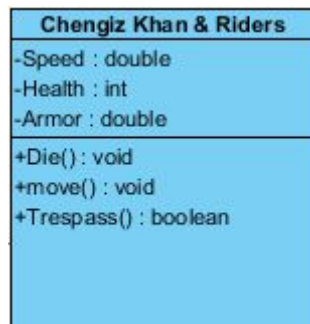 Chengiz Khan & Riders
-Speed : double
-Health : int
-Armor : double
+Die() : void
+move() : void
+Trespass() : boolean